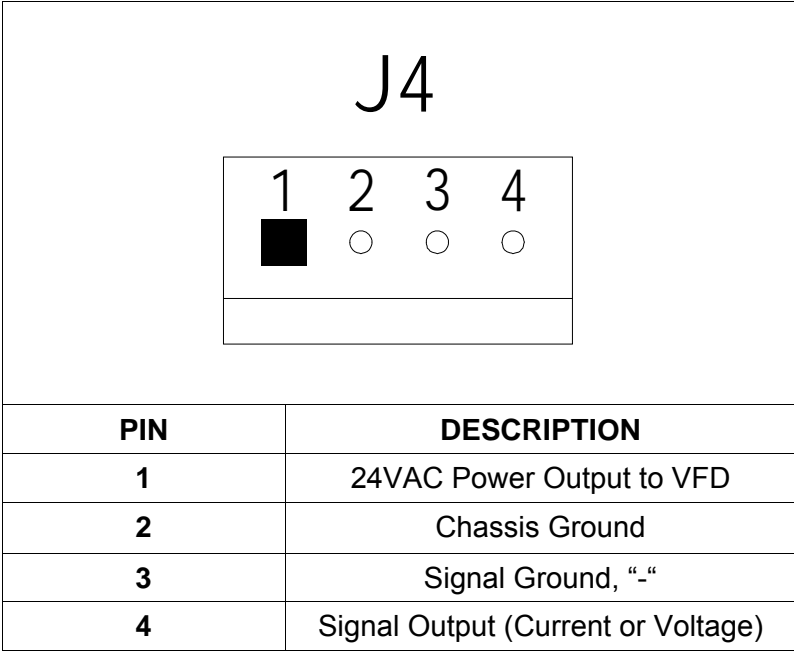 J4
1 2 3 4
PIN DESCRIPTION
1 24VAC Power Output to VFD
2 Chassis Ground
3 Signal Ground, “-“
4 Signal Output (Current or Voltage)